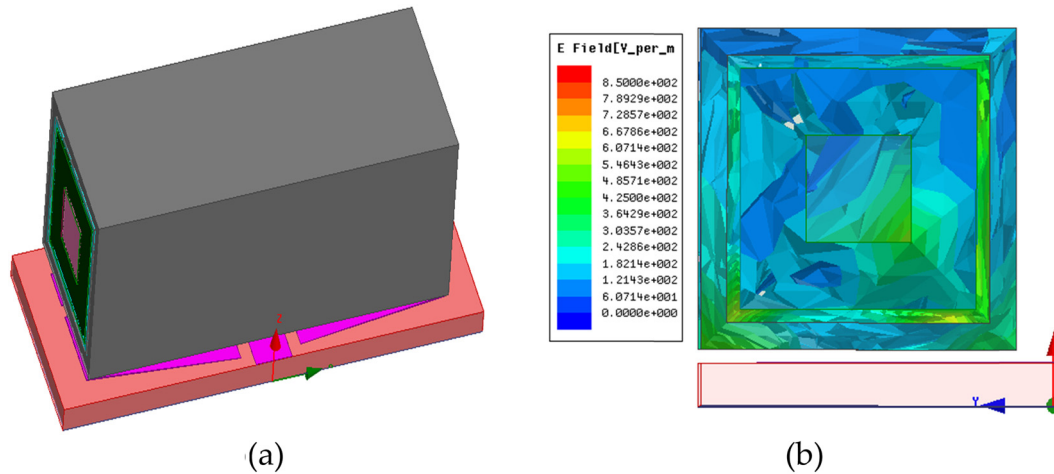 Z
E Field[V_per_m
8.5000e+002
7.8929e+002
7.2857e+002
6.6786e+002
6.0714e+002
5.4643e+002
4.8571e+002
4.2500e+002
3.6429e+002
3.0357e+002
2.4286e+002
1.8214e+002
1.2143e+002
6.0714e+001
0.0000e+000
Y
(a)
(b)